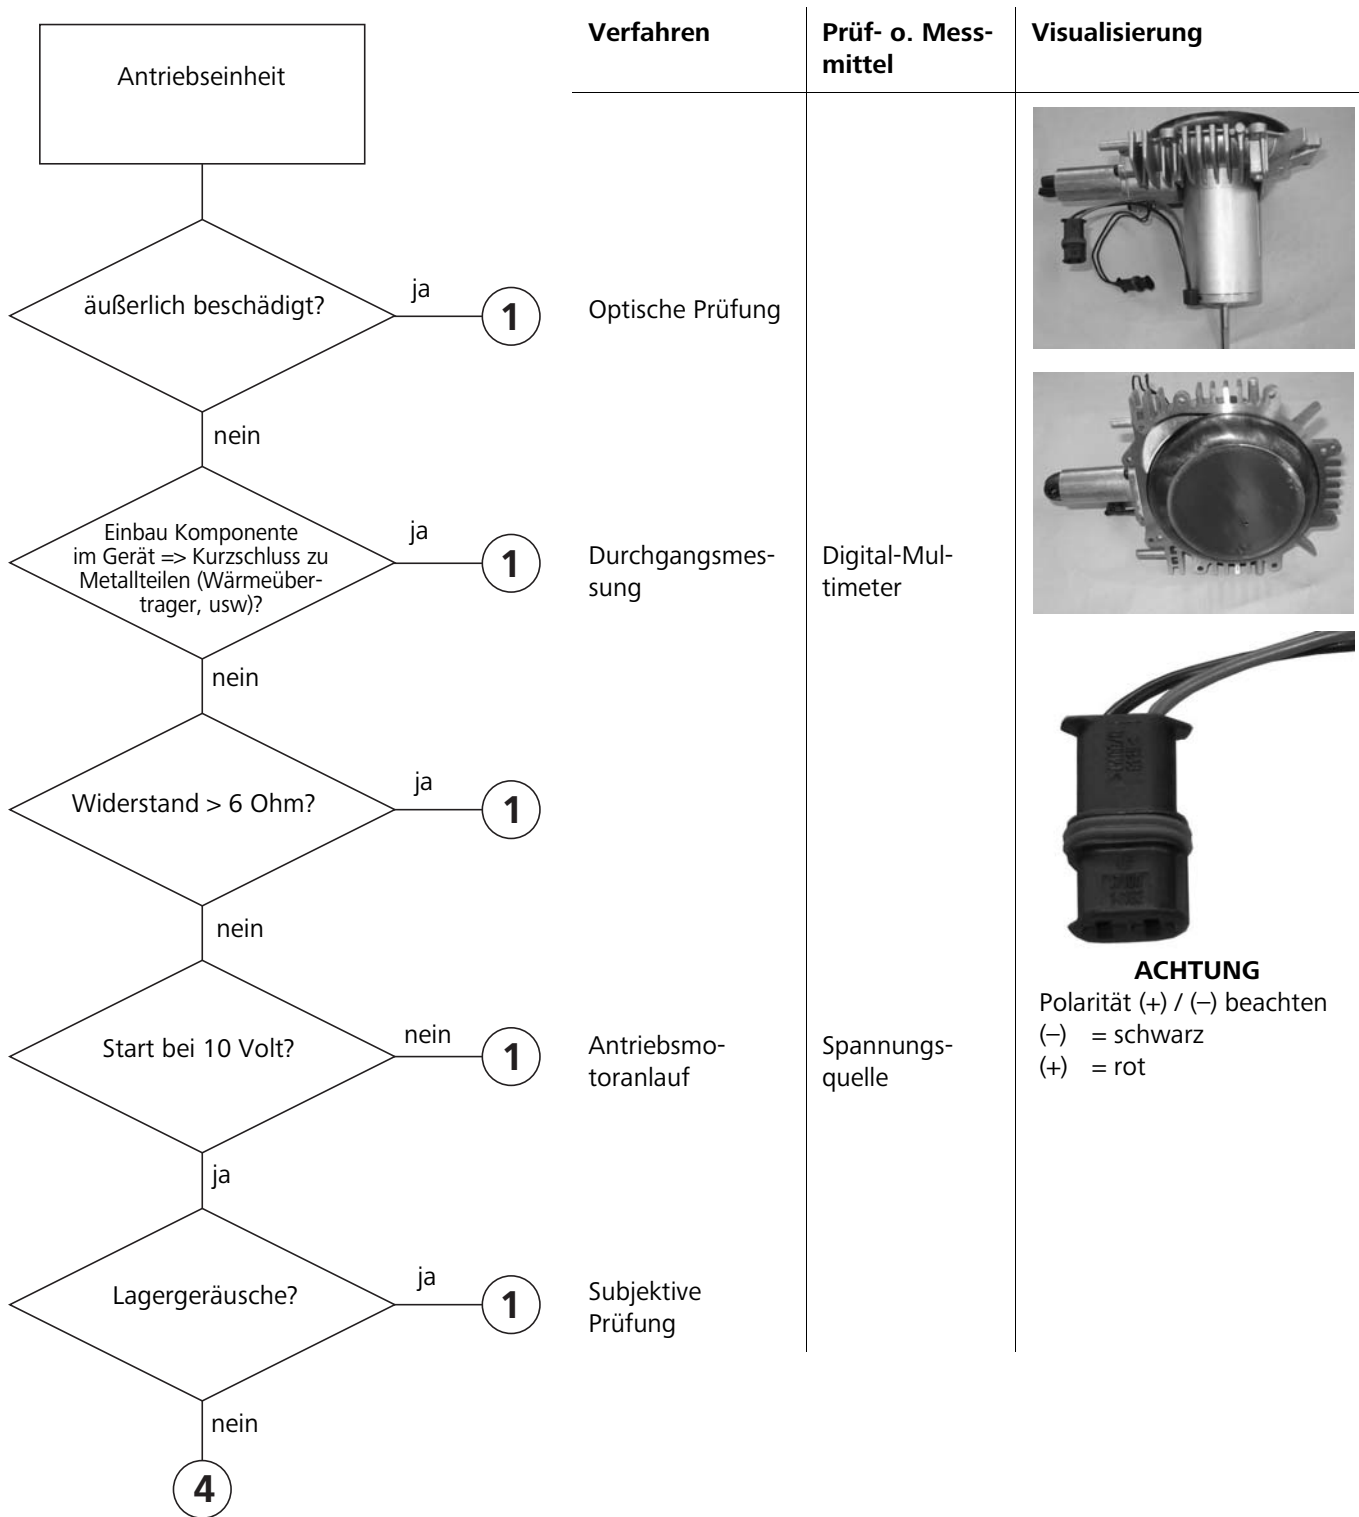 Antriebseinheit
Verfahren
Prüf- o. Mess-
mittel
Visualisierung
äußerlich beschädigt?
ja
1
Optische Prüfung
nein
Einbau Komponente
im Gerät => Kurzschluss zu
Metallteilen (Wärmeüber-
trager, usw)?
ja
1
Durchgangsmes-
sung
Digital-Mul-
timeter
nein
Widerstand > 6 Ohm?
ja
1
nein
Start bei 10 Volt?
nein
1
Antriebsmo-
toranlauf
Spannungs-
quelle
ACHTUNG
Polarität (+) / (–) beachten
(–) = schwarz
(+) = rot
ja
Lagergeräusche?
ja
1
Subjektive
Prüfung
nein
4